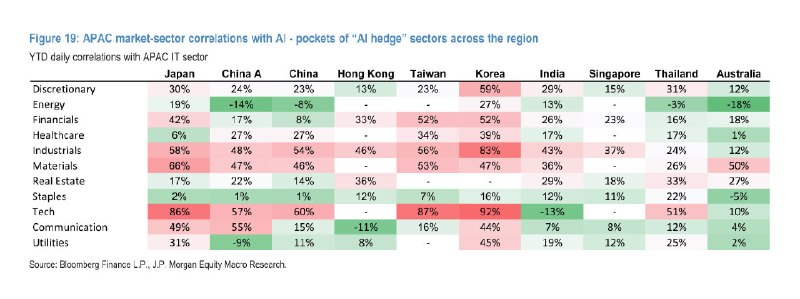 Figure 19: APAC market-sector correlations with AI - pockets of “AI hedge” sectors across the region
YTD daily correlations with APAC IT sector
Japan China A China Hong Kong Taiwan Korea India Singapore Thailand Australia
Discretionary 30% 24% 23% 13% 23% 59% 29% 15% 31% 12%
Energy 19% -14% -8% - - 27% 13% - -3% -18%
Financials 42% 17% 8% 33% 52% 52% 26% 23% 16% 18%
Healthcare 6% 27% 27% - 34% 39% 17% - 17% 1%
Industrials 58% 48% 54% 46% 56% 83% 43% 37% 24% 12%
Materials 66% 47% 46% - 53% 47% 36% - 26% 50%
Real Estate 17% 22% 14% 36% - - 29% 18% 33% 27%
Staples 2% 1% 1% 12% 7% 16% 12% 11% 22% -5%
Tech 86% 57% 60% - 87% 92% -13% - 51% 10%
Communication 49% 55% 15% -11% 16% 44% 7% 8% 12% 4%
Utilities 31% -9% 11% 8% - 45% 19% 12% 25% 2%
Source: Bloomberg Finance L.P., J.P. Morgan Equity Macro Research.